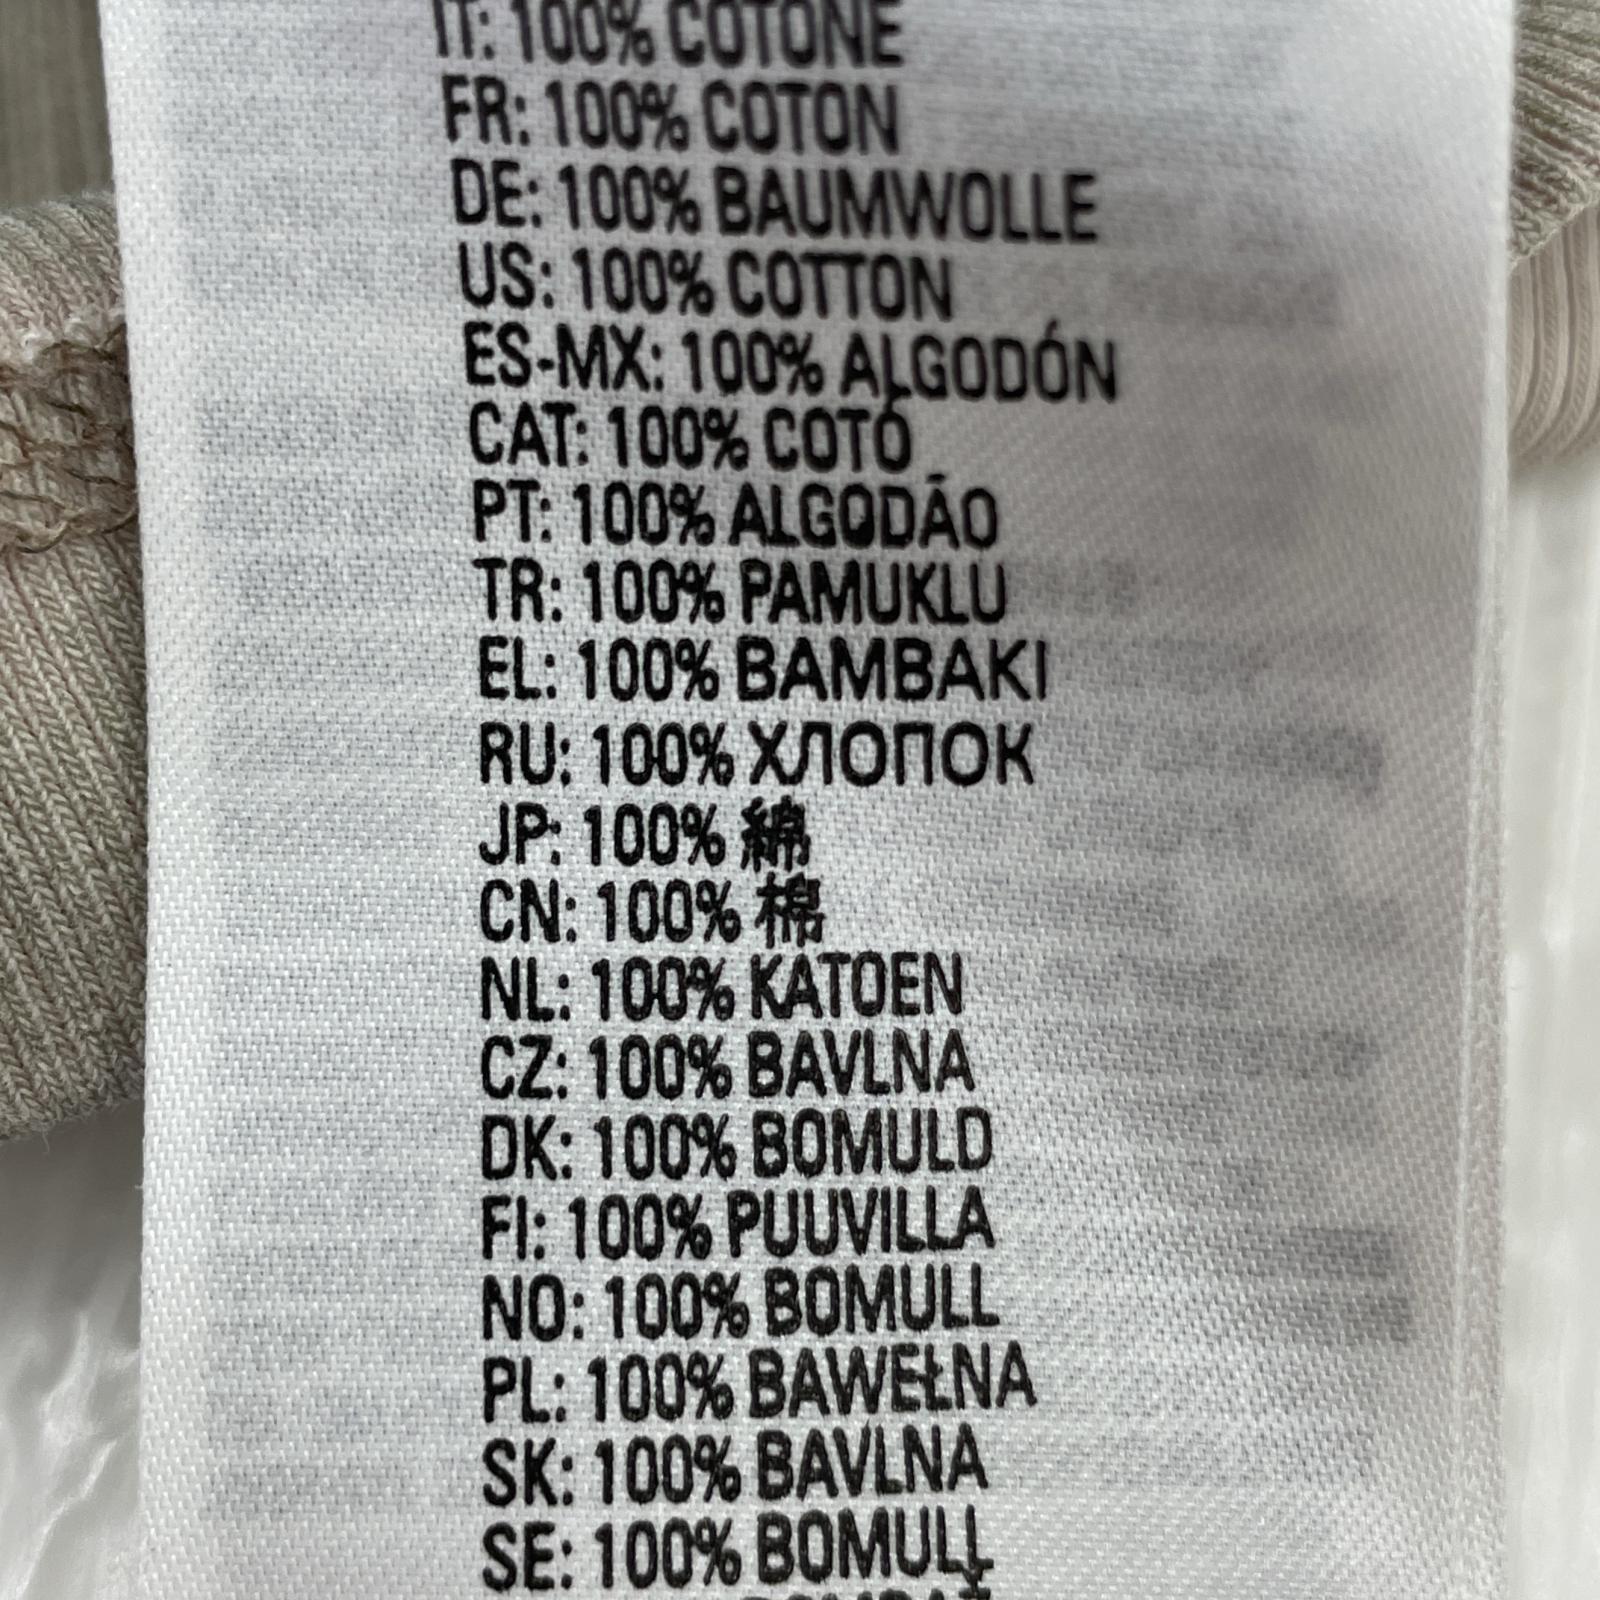 IT: 100% COTONE
FR: 100% COTON
DE: 100% BAUMWOLLE
US: 100% COTTON
ES-MX: 100% ALGODÓN
CAT: 100% COTÓ
PT: 100% ALGODÃO
TR: 100% PAMUKLU
EL: 100% BAMBAKI
RU: 100% ХЛОПОК
JP: 100% 綿
CN: 100% 棉
NL: 100% KATOEN
CZ: 100% BAVLNA
DK: 100% BOMULD
FI: 100% PUUVILLA
NO: 100% BOMULL
PL: 100% BAWEŁNA
SK: 100% BAVLNA
SE: 100% BOMULL